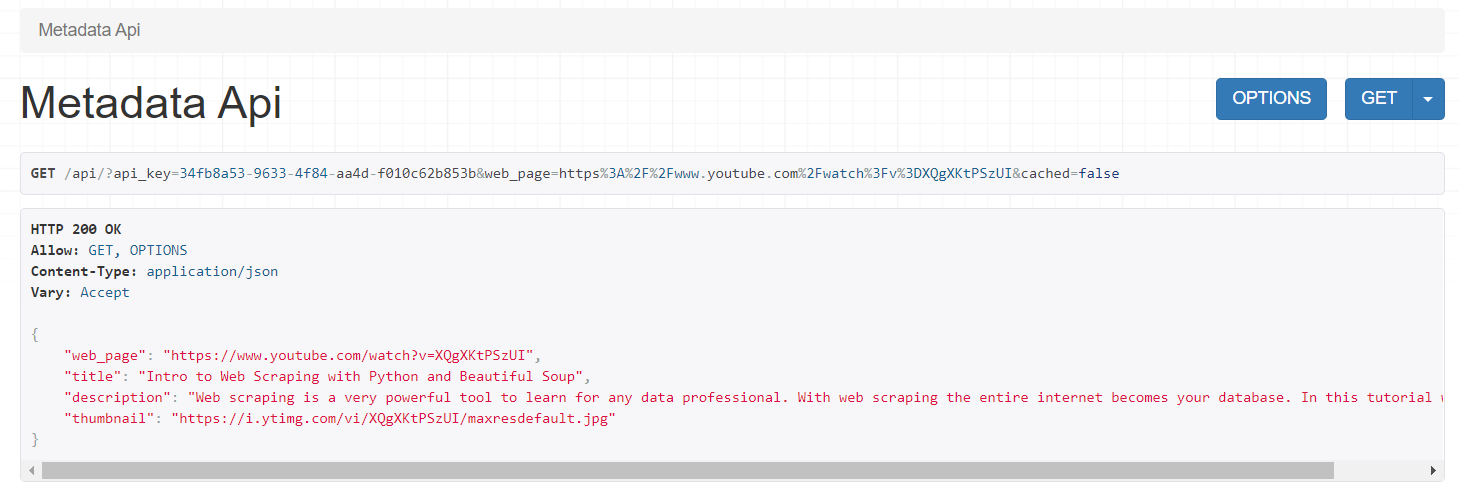 Metadata Api
Metadata Api
OPTIONS
GET
GET /api/?api_key=34fb8a53-9633-4f84-aa4d-f010c62b853b&web_page=https%3A%2F%2Fwww.youtube.com%2Fwatch%3Fv%3DXQgXKtPSzUI&cached=false
HTTP 200 OK
Allow: GET, OPTIONS
Content-Type: application/json
Vary: Accept
{
"web_page": "https://www.youtube.com/watch?v=XQgXKtPSzUI",
"title": "Intro to Web Scraping with Python and Beautiful Soup",
"description": "Web scraping is a very powerful tool to learn for any data professional. With web scraping the entire internet becomes your database. In this tutorial
"thumbnail": "https://i.ytimg.com/vi/XQgXKtPSzUI/maxresdefault.jpg"
}